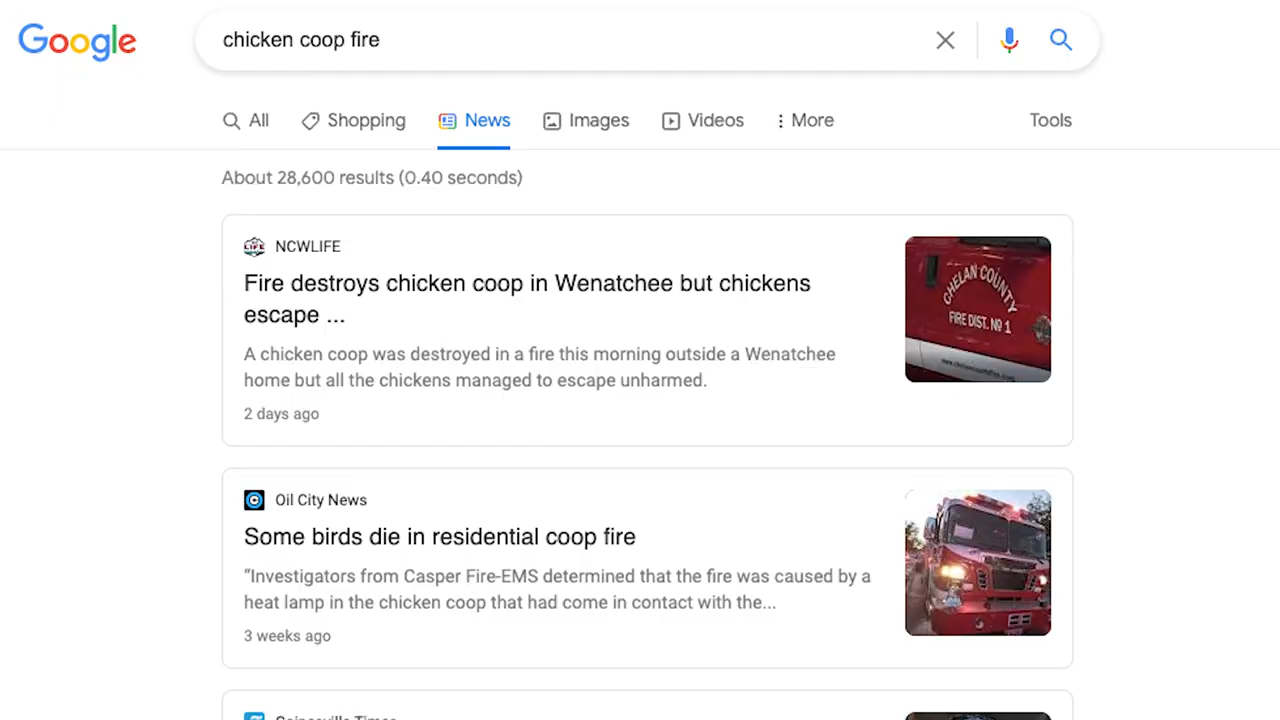 Google
chicken coop fire
All
Shopping
News
Images
Videos
More
Tools
About 28,600 results (0.40 seconds)
LIFE
NCWLIFE
Fire destroys chicken coop in Wenatchee but chickens
escape ...
A chicken coop was destroyed in a fire this morning outside a Wenatchee
home but all the chickens managed to escape unharmed.
2 days ago
CHELAN COUNTY
FIRE DIST. Nº 1
Oil City News
Some birds die in residential coop fire
“Investigators from Casper Fire-EMS determined that the fire was caused by a
heat lamp in the chicken coop that had come in contact with the...
3 weeks ago